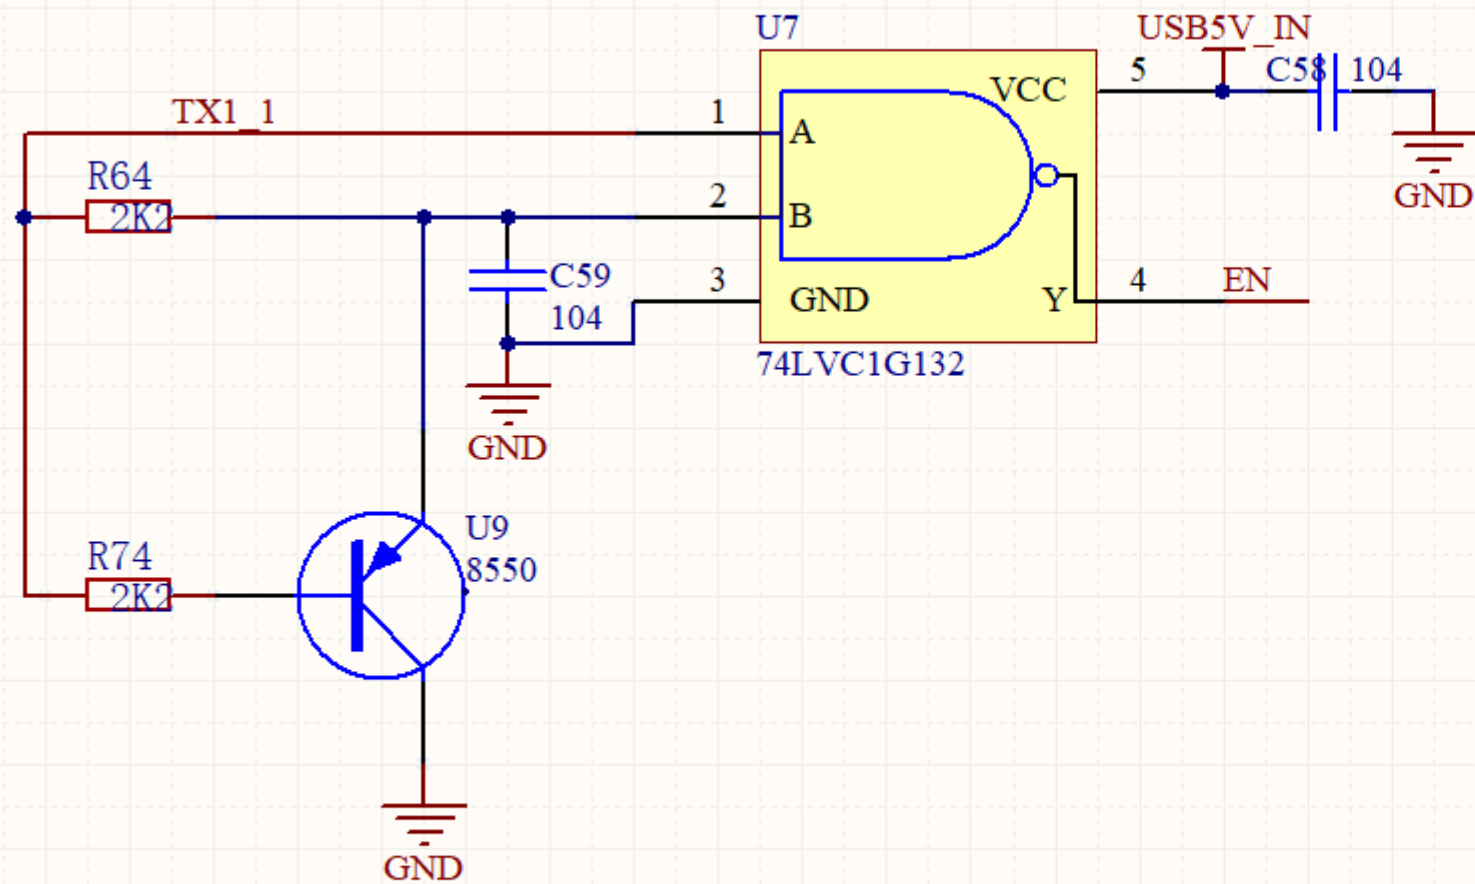 U7
USB5V_IN
VCC
5
C58
104
TX1_1
1
A
R64
2K2
2
B
GND
C59
104
3
GND
Y
4
EN
74LVC1G132
GND
U9
8550
R74
2K2
GND